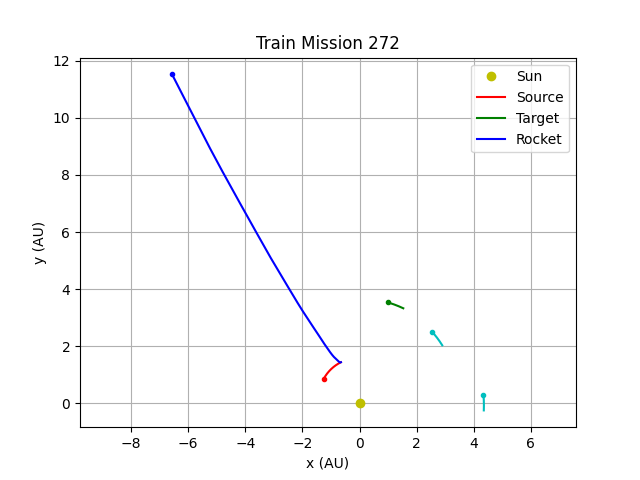 Train Mission 272
Sun
Source
Target
Rocket
12
10
8
6
4
2
0
y (AU)
−8
−6
−4
−2
0
2
4
6
x (AU)